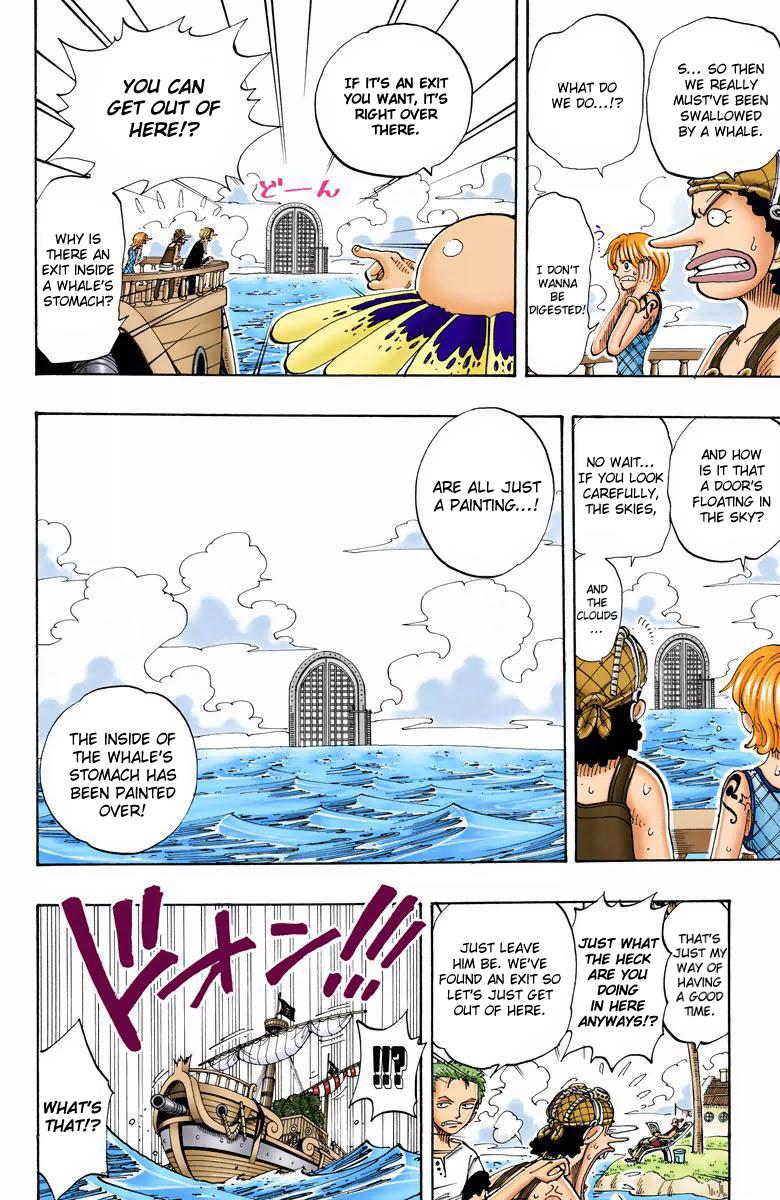 S... SO THEN
WE REALLY
MUST'VE BEEN
SWALLOWED
BY A WHALE.
WHAT DO
WE DO...!?
I DON'T
WANNA
BE
DIGESTED!
IF IT'S AN EXIT
YOU WANT, IT'S
RIGHT OVER
THERE.
どーん
YOU CAN
GET OUT OF
HERE!?
WHY IS
THERE AN
EXIT INSIDE
A WHALE'S
STOMACH?
AND HOW
IS IT THAT
A DOOR'S
FLOATING IN
THE SKY?
NO WAIT...
IF YOU LOOK
CAREFULLY,
THE SKIES,
AND
THE
CLOUDS
...
ARE ALL JUST
A PAINTING...!
THE INSIDE OF
THE WHALE'S
STOMACH HAS
BEEN PAINTED
OVER!
THAT'S
JUST MY
WAY OF
HAVING
A GOOD
TIME.
JUST WHAT
THE HECK
ARE YOU
DOING
IN HERE
ANYWAYS!?
JUST LEAVE
HIM BE. WE'VE
FOUND AN EXIT SO
LET'S JUST GET
OUT OF HERE.
ドォン!!!
!!?
WHAT'S
THAT!?